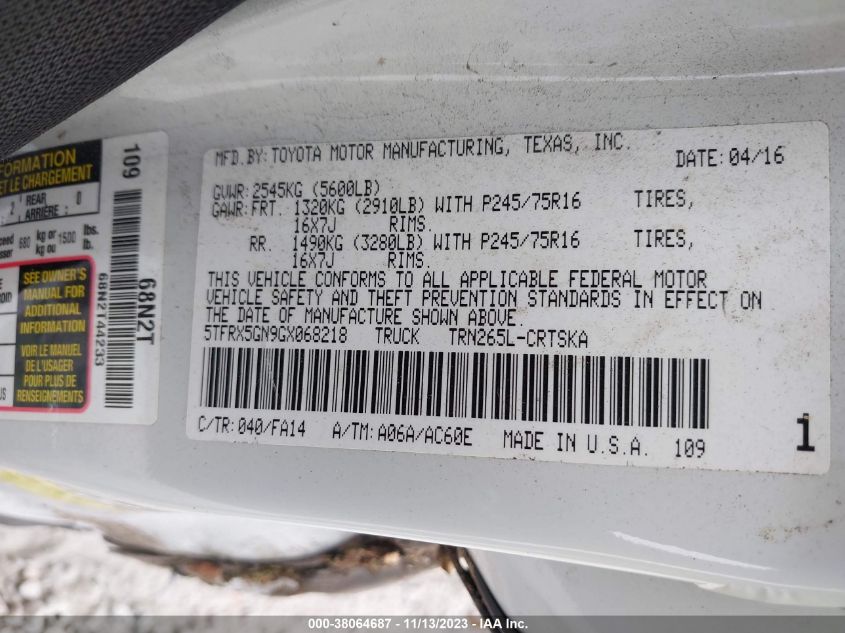 MFD.BY:TOYOTA MOTOR MANUFACTURING, TEXAS, INC.
DATE:04/16
GVWR:2545KG (5600LB)
GAWR:FRT. 1320KG (2910LB) WITH P245/75R16 TIRES,
16X7J RIMS.
RR. 1490KG (3280LB) WITH P245/75R16 TIRES,
16X7J RIMS.
THIS VEHICLE CONFORMS TO ALL APPLICABLE FEDERAL MOTOR
VEHICLE SAFETY AND THEFT PREVENTION STANDARDS IN EFFECT ON
THE DATE OF MANUFACTURE SHOWN ABOVE.
5TFRX5GN9GX068218 TRUCK TRN265L-CRTSKA
C/TR:040/FA14 A/TM:A06A/AC60E MADE IN U.S.A. 109
1
ET LE CHARGEMENT
2 REAR ARRIÈRE: 0
680 kg or 1500 lbs.
kg ou lb.
SEE OWNER'S
MANUAL FOR
ADDITIONAL
INFORMATION
VOIR LE MANUEL
DE L'USAGER
POUR PLUS DE
RENSEIGNEMENTS
109
68N2T
68N2144233
000-38064687 - 11/13/2023 - IAA Inc.